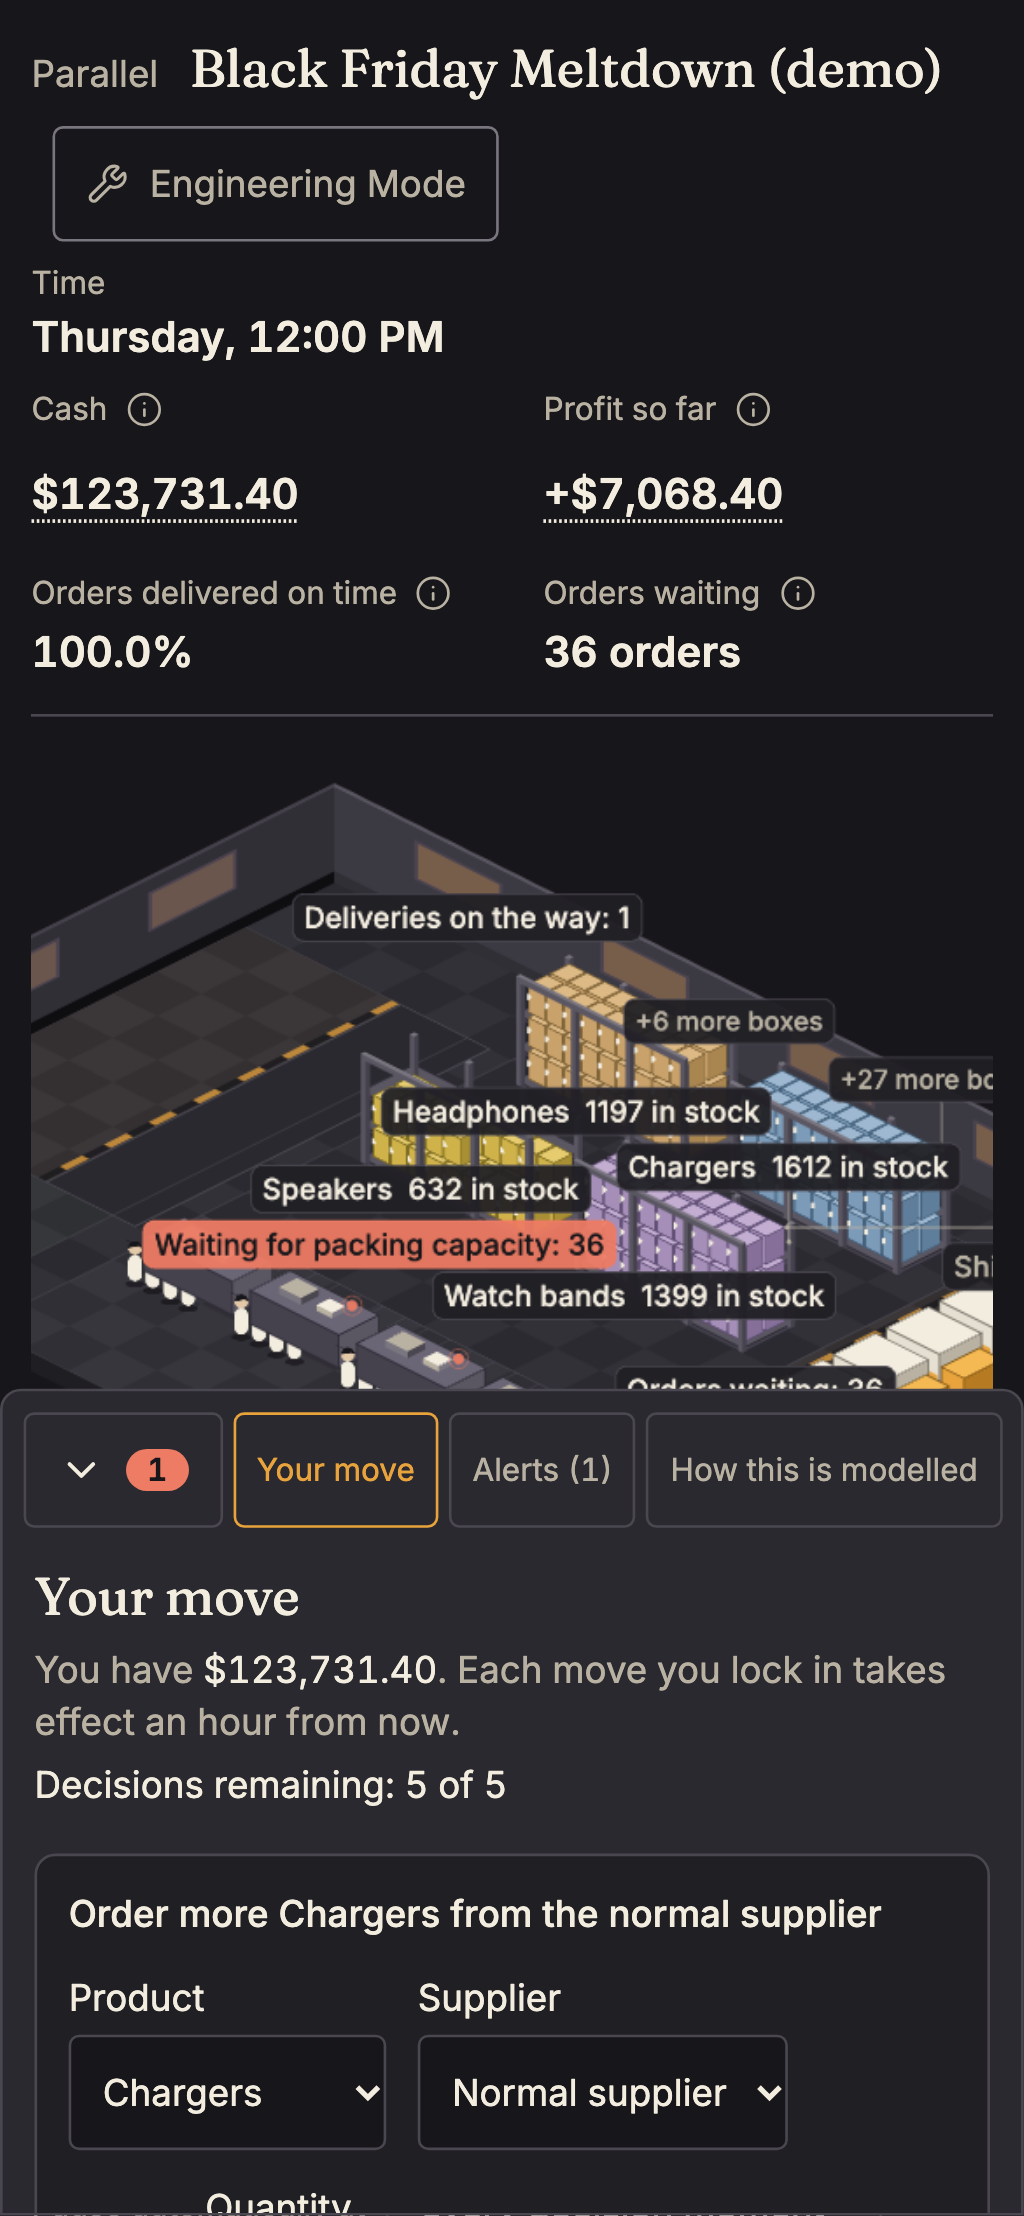 Parallel Black Friday Meltdown (demo)
Engineering Mode
Time
Thursday, 12:00 PM
Cash
Profit so far
$123,731.40
+$7,068.40
Orders delivered on time
Orders waiting
100.0%
36 orders
Deliveries on the way: 1
+6 more boxes
+27 more bo
Headphones 1197 in stock
Chargers 1612 in stock
Speakers 632 in stock
Waiting for packing capacity: 36
Shi
Watch bands 1399 in stock
Orders waiting: 36
1
Your move
Alerts (1)
How this is modelled
Your move
You have $123,731.40. Each move you lock in takes
effect an hour from now.
Decisions remaining: 5 of 5
Order more Chargers from the normal supplier
Product
Supplier
Chargers
Normal supplier
Quantity